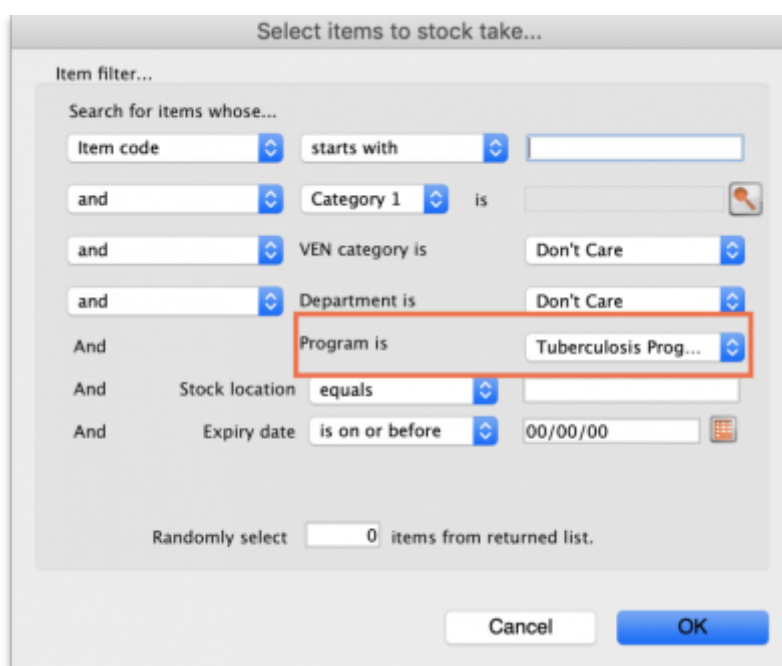 Select items to stock take...
Item filter...
Search for items whose...
Item code starts with
and Category 1 is
and VEN category is Don't Care
and Department is Don't Care
And Program is Tuberculosis Prog...
And Stock location equals
And Expiry date is on or before 00/00/00
Randomly select 0 items from returned list.
Cancel OK